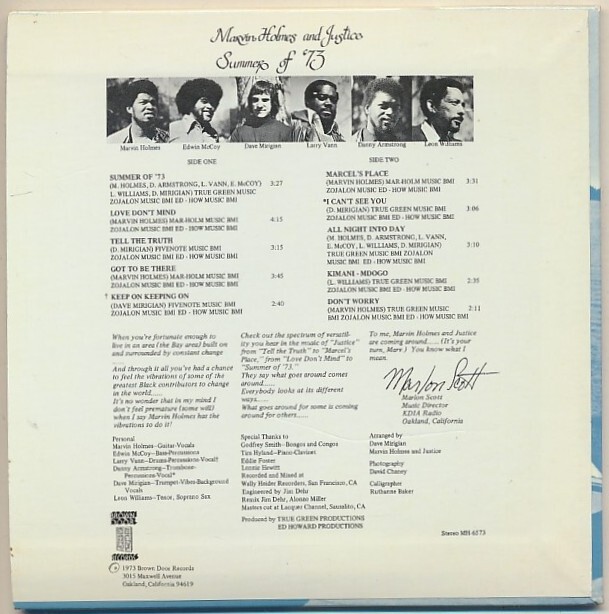 Marvin Holmes and Justice
Summer of '73
Marvin Holmes
Edwin McCoy
Dave Mirigian
Larry Vann
Danny Armstrong
Leon Williams
SIDE ONE
SUMMER OF '73
(M. HOLMES, D. ARMSTRONG, L. VANN, E. McCOY) 3:27
L. WILLIAMS, D. MIRIGIAN) TRUE GREEN MUSIC
ZOJALON MUSIC BMI ED - HOW MUSIC BMI
LOVE DON'T MIND
(MARVIN HOLMES) MAR-HOLM MUSIC BMI 4:15
ZOJALON MUSIC BMI ED - HOW MUSIC BMI
TELL THE TRUTH
(D. MIRIGIAN) FIVENOTE MUSIC BMI 3:15
ZOJALON MUSIC BMI ED - HOW MUSIC BMI
GOT TO BE THERE
(MARVIN HOLMES) MAR-HOLM MUSIC BMI 3:45
ZOJALON MUSIC BMI ED - HOW MUSIC BMI
† KEEP ON KEEPING ON
(DAVE MIRIGIAN) FIVENOTE MUSIC BMI 2:40
ZOJALON MUSIC BMI ED - HOW MUSIC BMI
SIDE TWO
MARCEL'S PLACE
(MARVIN HOLMES) MAR-HOLM MUSIC BMI 3:31
ZOJALON MUSIC BMI ED - HOW MUSIC BMI
*I CAN'T SEE YOU
(D. MIRIGIAN) TRUE GREEN MUSIC BMI 3:06
ZOJALON MUSIC BMI ED - HOW MUSIC BMI
ALL NIGHT INTO DAY
(M. HOLMES, D. ARMSTRONG, L. VANN,
E. McCOY, L. WILLIAMS, D. MIRIGIAN) 3:10
TRUE GREEN MUSIC BMI ZOJALON
MUSIC BMI ED - HOW MUSIC BMI
KIMANI - MDOGO
(L. WILLIAMS) TRUE GREEN MUSIC BMI 2:35
ZOJALON MUSIC BMI ED - HOW MUSIC BMI
DON'T WORRY
(MARVIN HOLMES) TRUE GREEN MUSIC 2:11
BMI ZOJALON MUSIC BMI ED - HOW MUSIC BMI
When you're fortunate enough to
live in an area (the Bay area) built on
and surrounded by constant change
.....
And through it all you've had a chance
to feel the vibrations of some of the
greatest Black contributors to change
in the world.....
It's no wonder that in my mind I
don't feel premature (some will)
when I say Marvin Holmes has the
vibrations to do it!
Check out the spectrum of versatil-
ity you hear in the music of "Justice"
from "Tell the Truth" to "Marcel's
Place," from "Love Don't Mind" to
"Summer of '73."
They say what goes around comes
around......
Everybody looks at its different
ways......
What goes around for some is coming
around for others.....
To me, Marvin Holmes and Justice
are coming around...... (It's your
turn, Marv.) You know what I
mean.
Marlon Scott
Marlon Scott
Music Director
KDIA Radio
Oakland, California
Personal
Marvin Holmes--Guitar-Vocals
Edwin McCoy--Bass-Percussions
Larry Vann--Drums-Percussions-Vocal†
Danny Armstrong--Trombone-
Percussions-Vocal*
Dave Mirigian--Trumpet-Vibes-Background
Vocals
Leon Williams--Tenor, Soprano Sax
Special Thanks to
Godfrey Smith--Bongos and Congos
Tim Hyland--Piano-Clavinet
Eddie Foster
Lonnie Hewitt
Recorded and Mixed at
Wally Heider Recorders, San Francisco, CA
Engineered by Jim Dehr
Remix Jim Dehr, Alonzo Miller
Masters cut at Lacquer Channel, Sausalito, CA
Produced by TRUE GREEN PRODUCTIONS
ED HOWARD PRODUCTIONS
Arranged by
Dave Mirigian
Marvin Holmes and Justice
Photography
David Chaney
Calligrapher
Ruthanne Baker
BROWN
DOOR
RECORDS
Ⓟ 1973 Brown Door Records
3015 Maxwell Avenue
Oakland, California 94619
Stereo MH-6573